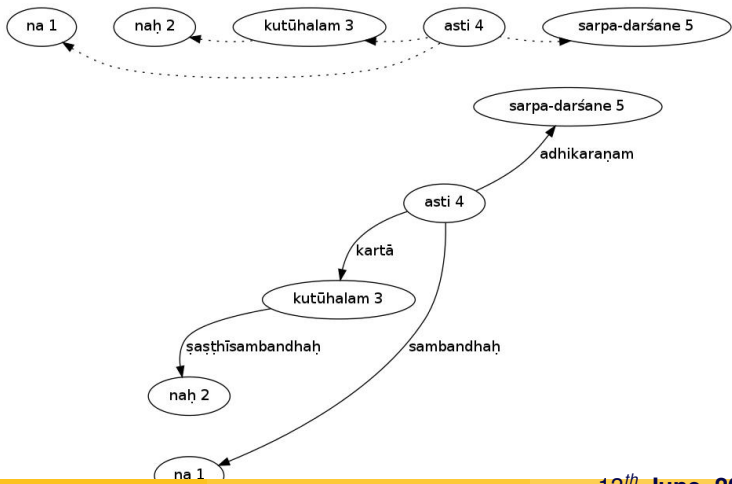 na 1 naḥ 2 kutūhalam 3 asti 4 sarpa-darśane 5
sarpa-darśane 5
adhikaraṇam
asti 4
kartā
kutūhalam 3
ṣaṣṭhīsambandhaḥ sambandhaḥ
naḥ 2
na 1